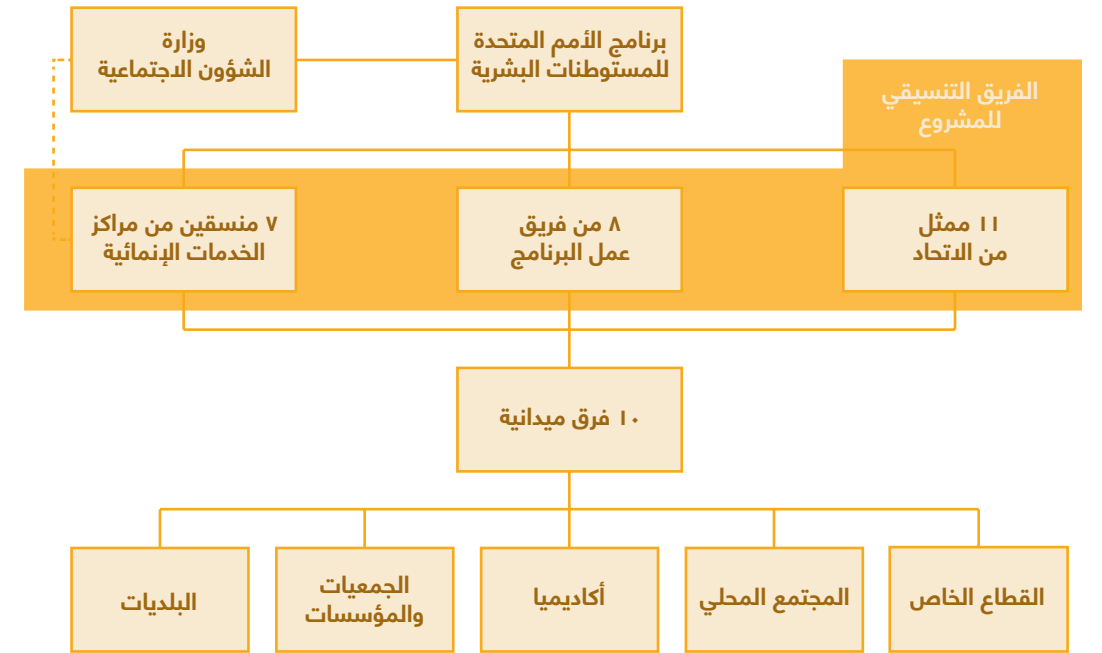 برنامج الأمم المتحدة
للمستوطنات البشرية
وزارة
الشؤون الاجتماعية
الفريق التنسيقي
للمشروع
١١ ممثل
من الاتحاد
٨ من فريق
عمل البرنامج
٧ منسقين من مراكز
الخدمات الإنمائية
١٠ فرق ميدانية
القطاع الخاص
المجتمع المحلي
أكاديميا
الجمعيات
والمؤسسات
البلديات